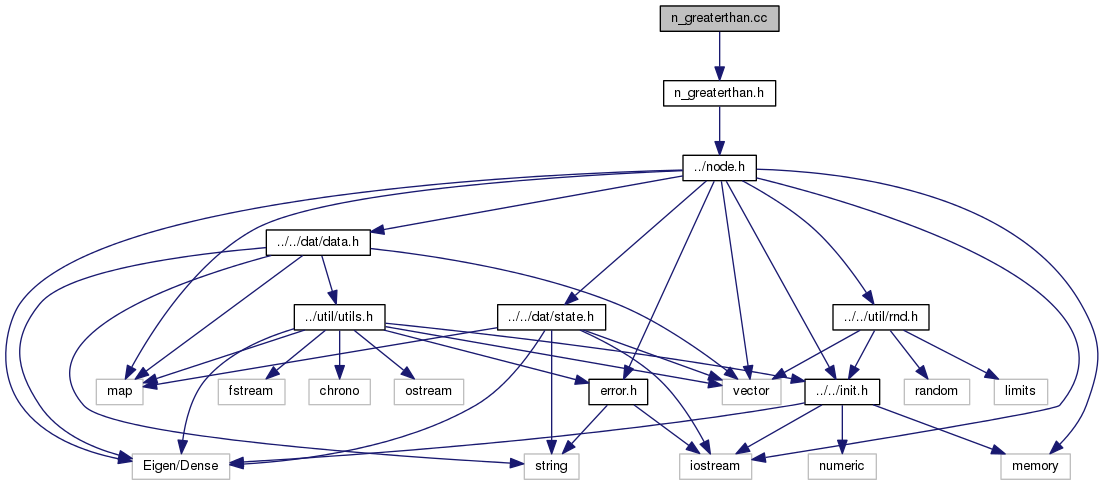 n_greaterthan.cc
n_greaterthan.h
../node.h
../../dat/data.h
../util/utils.h
../../dat/state.h
../../util/rnd.h
map
fstream
chrono
ostream
error.h
vector
../../init.h
random
limits
Eigen/Dense
string
iostream
numeric
memory